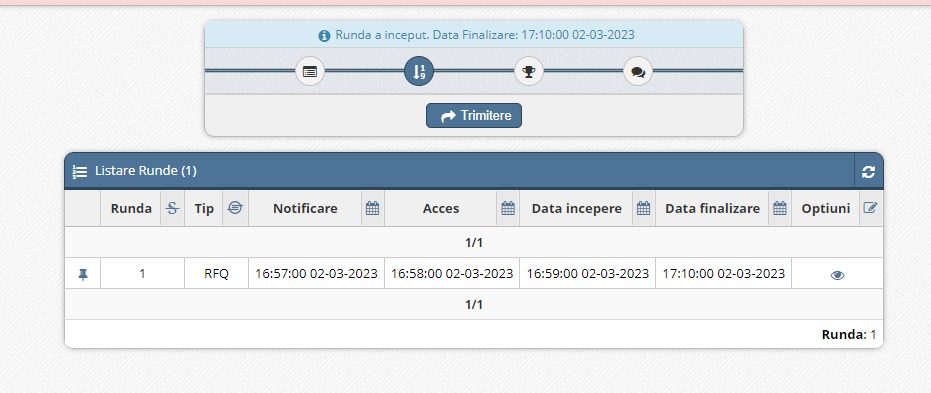 Runda a inceput. Data Finalizare: 17:10:00 02-03-2023
Trimitere
Listare Runde (1)
Runda Tip Notificare Acces Data incepere Data finalizare Optiuni
1/1
1 RFQ 16:57:00 02-03-2023 16:58:00 02-03-2023 16:59:00 02-03-2023 17:10:00 02-03-2023
1/1
Runda: 1